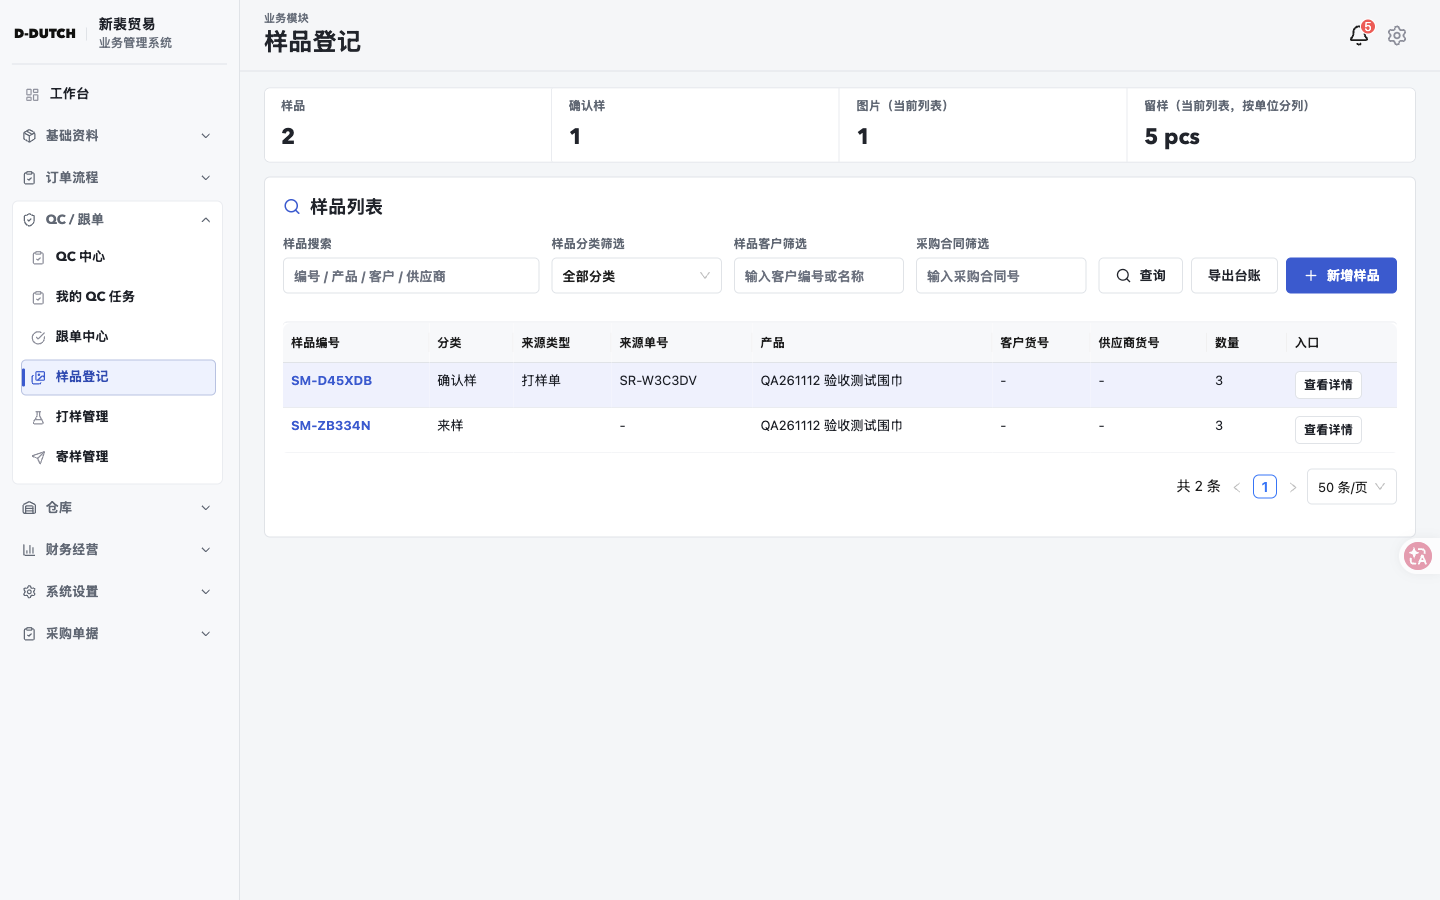 D-DUTCH
新裴贸易
业务管理系统
工作台
基础资料
订单流程
QC / 跟单
QC 中心
我的 QC 任务
跟单中心
样品登记
打样管理
寄样管理
仓库
财务经营
系统设置
采购单据
业务模块
样品登记
5
样品
2
确认样
1
图片（当前列表）
1
留样（当前列表，按单位分列）
5 pcs
样品列表
样品搜索 样品分类筛选 样品客户筛选 采购合同筛选
编号 / 产品 / 客户 / 供应商 全部分类 输入客户编号或名称 输入采购合同号 查询 导出台账 新增样品
样品编号 分类 来源类型 来源单号 产品 客户货号 供应商货号 数量 入口
SM-D45XDB 确认样 打样单 SR-W3C3DV QA261112 验收测试围巾 - - 3 查看详情
SM-ZB334N 来样 - QA261112 验收测试围巾 - - 3 查看详情
共 2 条 < 1 > 50 条/页